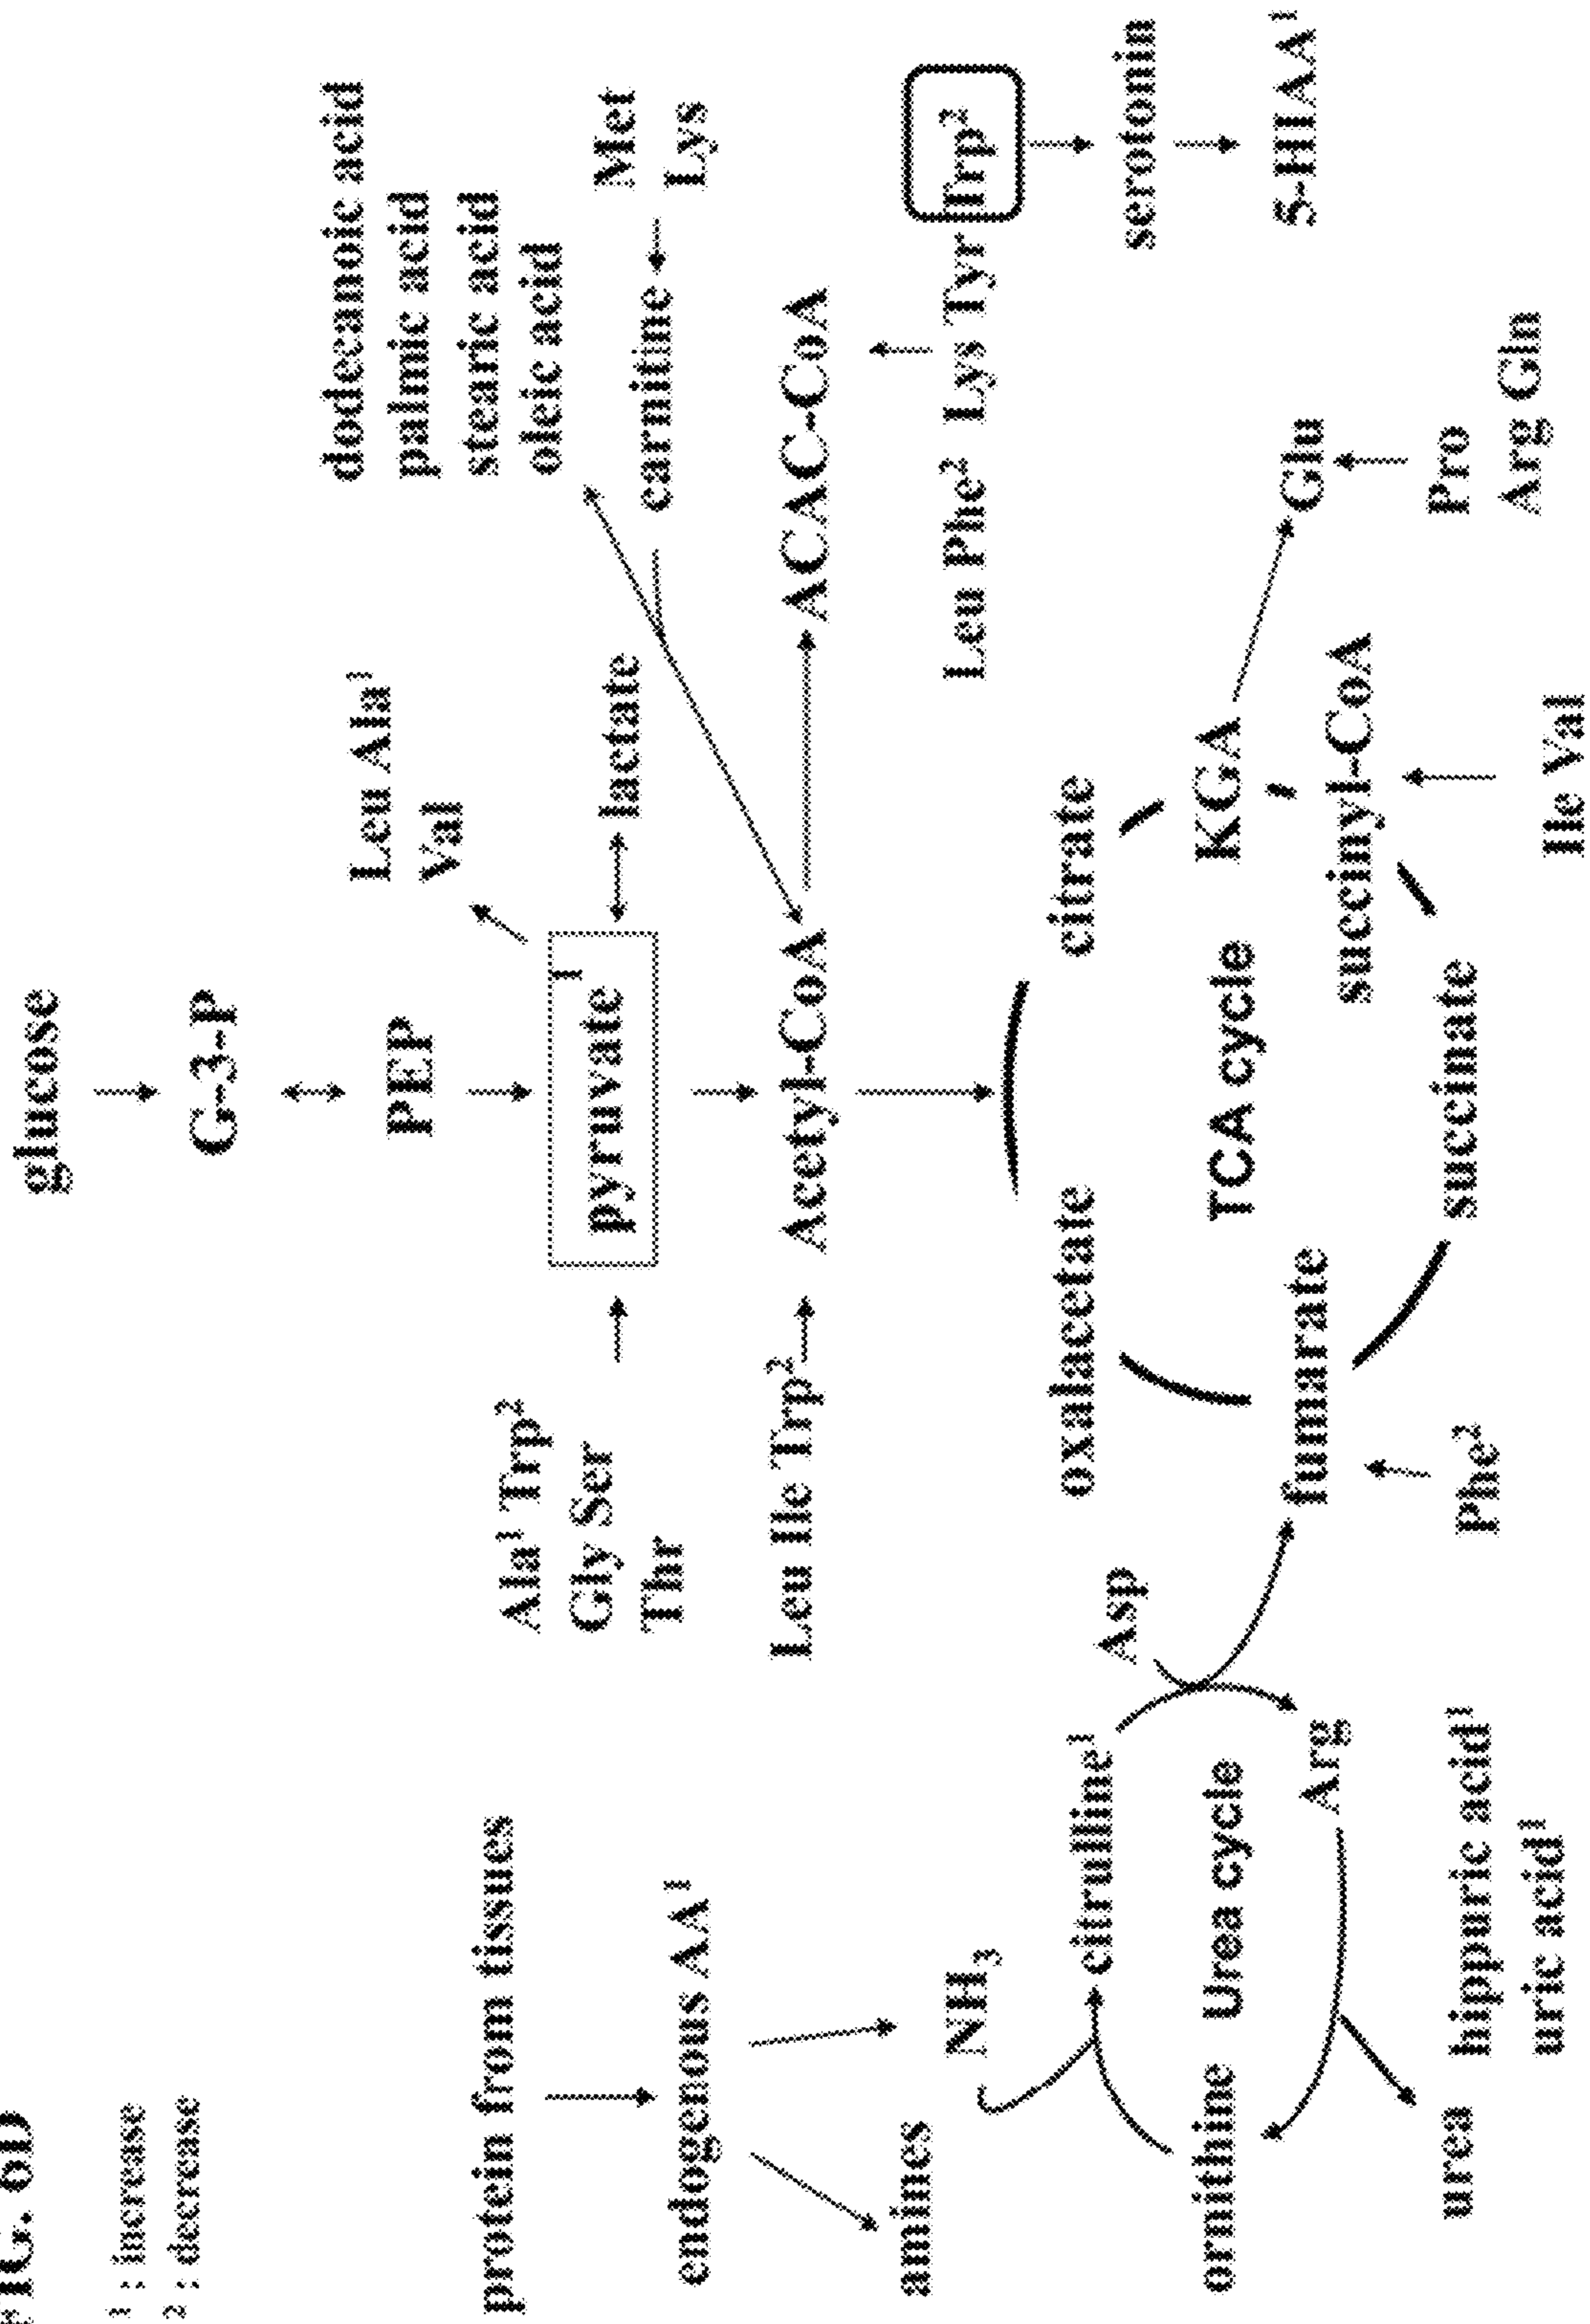 FIG. 6D
¹ : increase
² : decrease
glucose
G-3-P
PEP
Leu Ala¹
Val
dodecanoic acid
palmic acid
stearic acid
oleic acid
protein from tissues
Ala¹ Trp²
Gly Ser
Thr
pyruvate¹
lactate
carnitine
Met
Lys
endogenous AA¹
Leu Ile Trp²
Acetyl-CoA
ACAC-CoA
amines
NH₃
Leu Phe² Lys Tyr Trp²
citrulline¹
Asp
oxalacetate
citrate
serotonin
ornithine
Urea cycle
TCA cycle
KGA
Arg
fumarate
succinyl-CoA
Glu
5-HIAA¹
urea
hippuric acid¹
uric acid¹
Phe²
succinate
Ile Val
Pro
Arg Gln